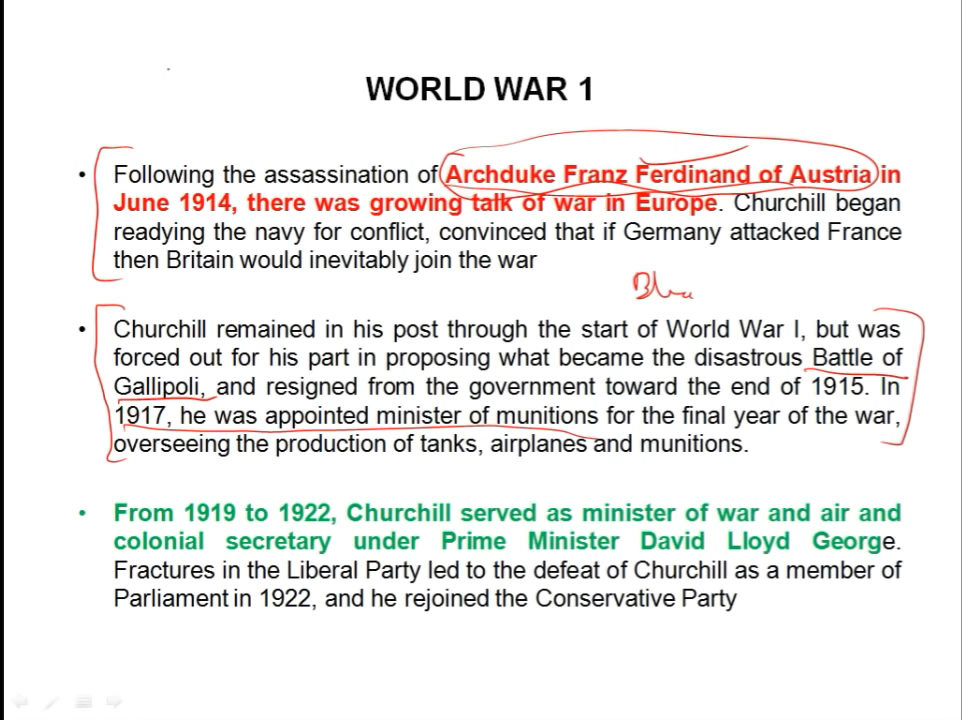 WORLD WAR 1
• Following the assassination of Archduke Franz Ferdinand of Austria in
June 1914, there was growing talk of war in Europe. Churchill began
readying the navy for conflict, convinced that if Germany attacked France
then Britain would inevitably join the war
• Churchill remained in his post through the start of World War I, but was
forced out for his part in proposing what became the disastrous Battle of
Gallipoli, and resigned from the government toward the end of 1915. In
1917, he was appointed minister of munitions for the final year of the war,
overseeing the production of tanks, airplanes and munitions.
• From 1919 to 1922, Churchill served as minister of war and air and
colonial secretary under Prime Minister David Lloyd George.
Fractures in the Liberal Party led to the defeat of Churchill as a member of
Parliament in 1922, and he rejoined the Conservative Party